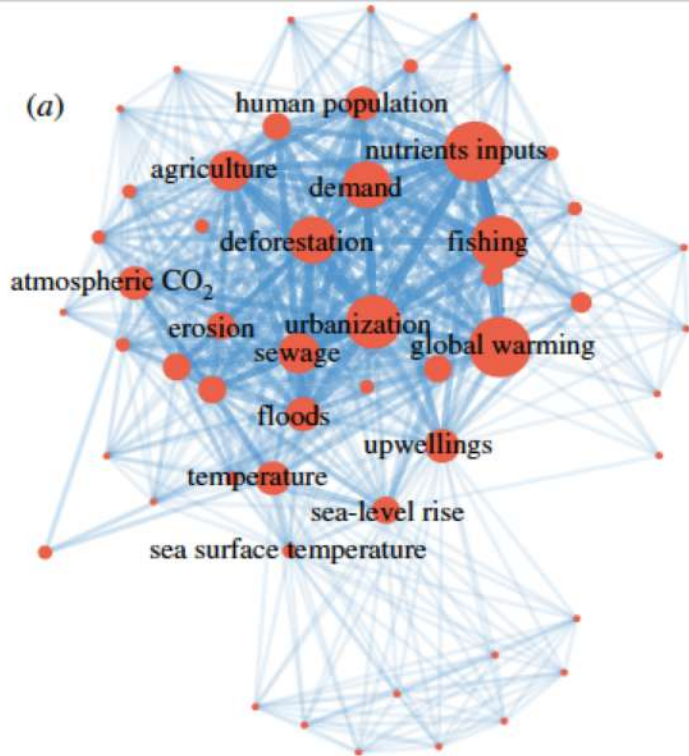 (a)
human population
nutrients inputs
agriculture
demand
deforestation
fishing
atmospheric CO₂
erosion
urbanization
sewage
global warming
floods
upwellings
temperature
sea-level rise
sea surface temperature